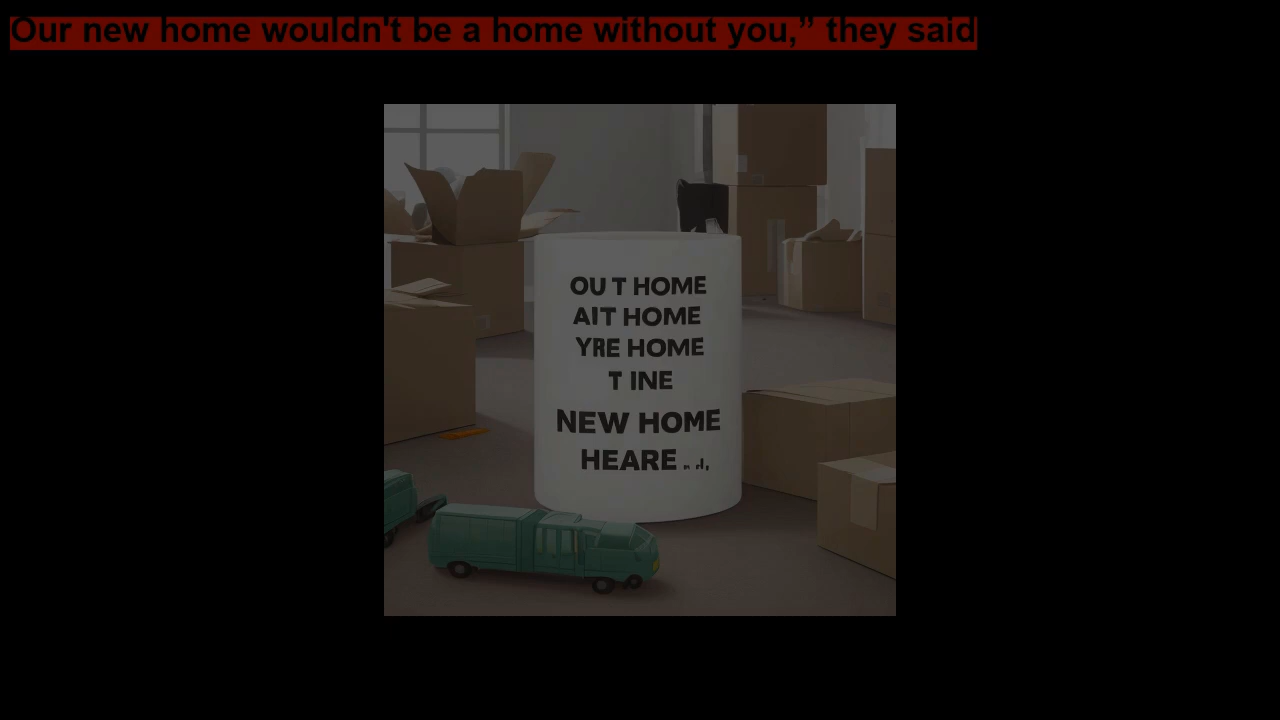 Our new home wouldn't be a home without you,” they said
OU T HOME
AIT HOME
YRE HOME
T INE
NEW HOME
HEARE